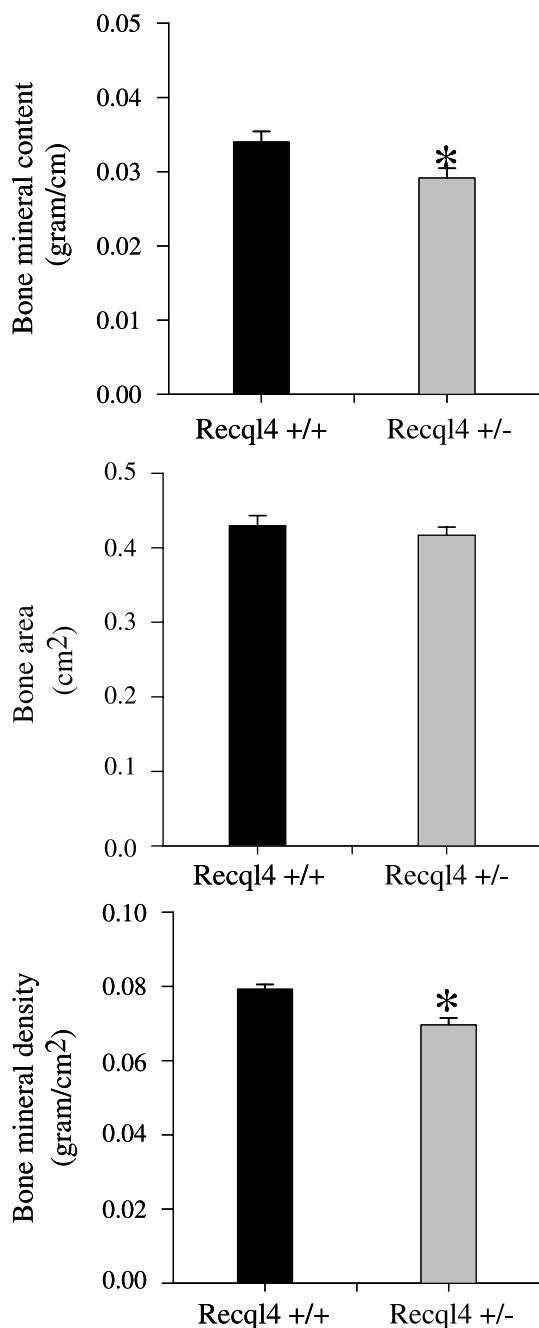 Bone mineral content
(gram/cm)
0.05
0.04
0.03
0.02
0.01
0.00
*
Recql4 +/+ Recql4 +/-
Bone area
(cm2)
0.5
0.4
0.3
0.2
0.1
0.0
Recql4 +/+ Recql4 +/-
Bone mineral density
(gram/cm2)
0.10
0.08
0.06
0.04
0.02
0.00
*
Recql4 +/+ Recql4 +/-